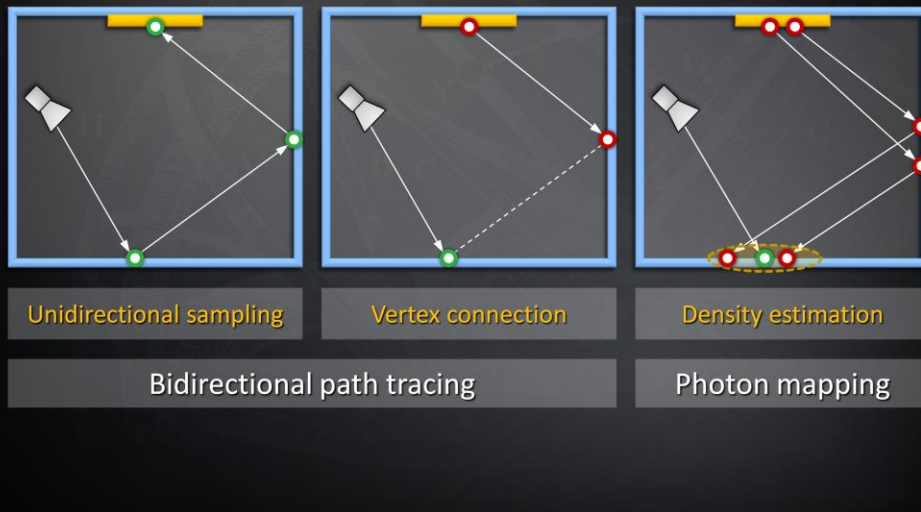 Unidirectional sampling
Vertex connection
Density estimation
Bidirectional path tracing
Photon mapping